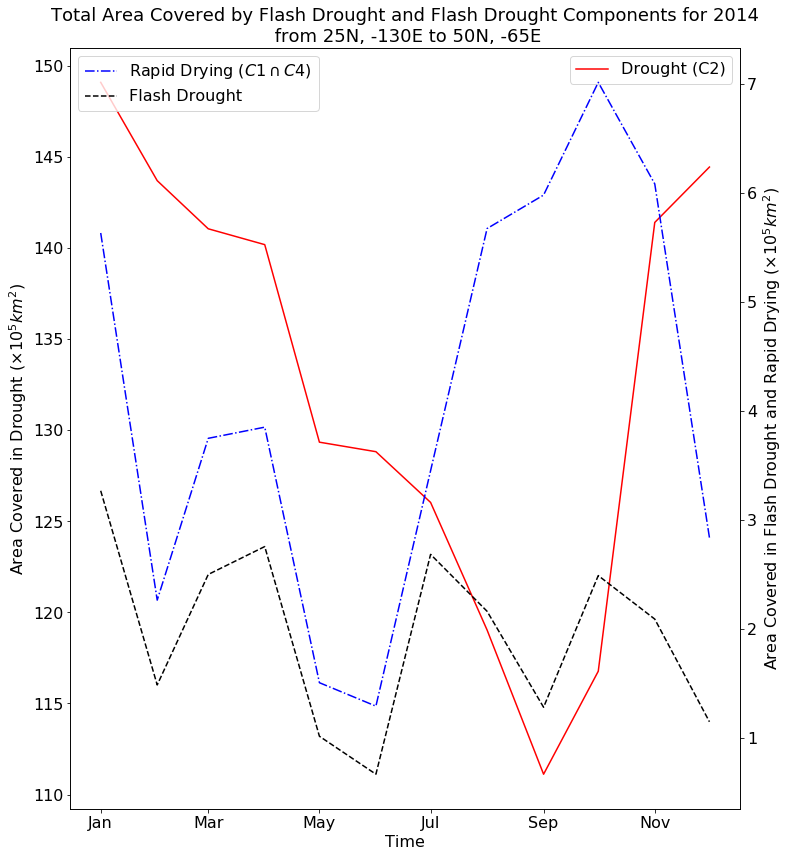 Total Area Covered by Flash Drought and Flash Drought Components for 2014
from 25N, -130E to 50N, -65E
Rapid Drying (C1 ∩ C4)
Flash Drought
Drought (C2)
Area Covered in Drought (×10⁵km²)
150
145
140
135
130
125
120
115
110
7
6
5
4
3
2
1
Area Covered in Flash Drought and Rapid Drying (×10⁵km²)
Jan Mar May Jul Sep Nov
Time